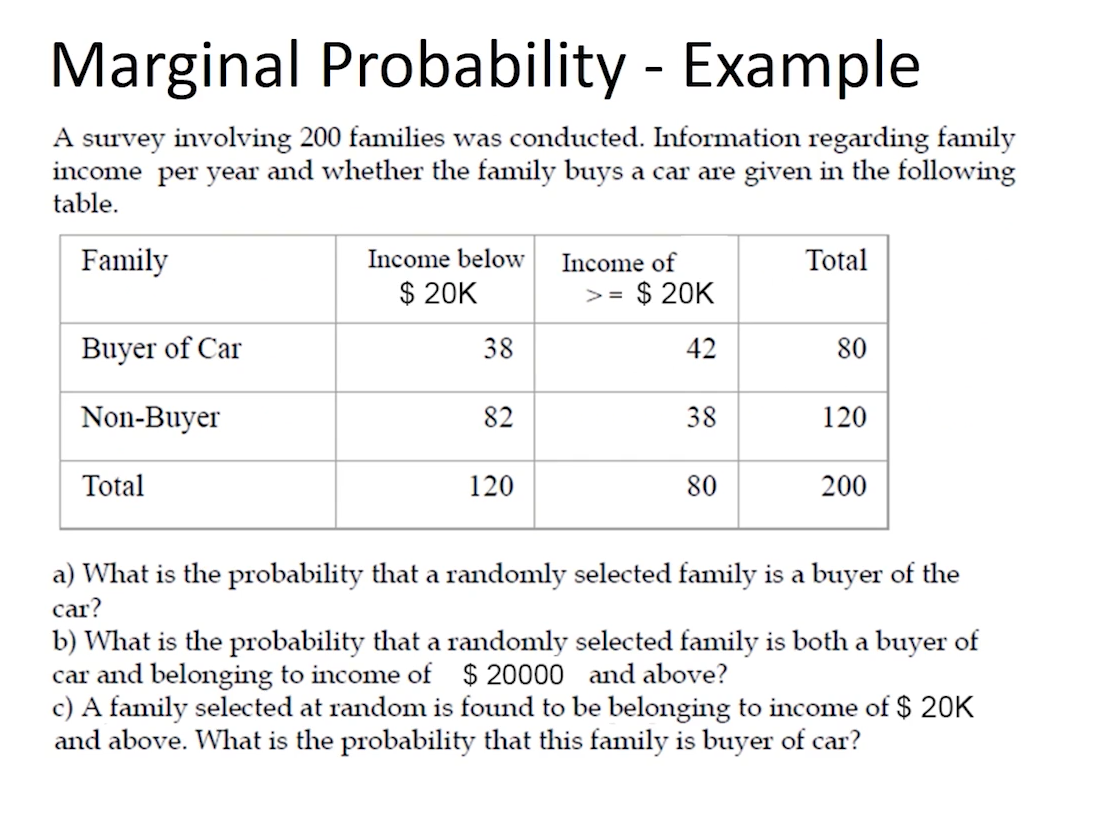 Marginal Probability - Example
A survey involving 200 families was conducted. Information regarding family
income per year and whether the family buys a car are given in the following
table.
Family Income below $ 20K Income of >= $ 20K Total
Buyer of Car 38 42 80
Non-Buyer 82 38 120
Total 120 80 200
a) What is the probability that a randomly selected family is a buyer of the
car?
b) What is the probability that a randomly selected family is both a buyer of
car and belonging to income of $ 20000 and above?
c) A family selected at random is found to be belonging to income of $ 20K
and above. What is the probability that this family is buyer of car?